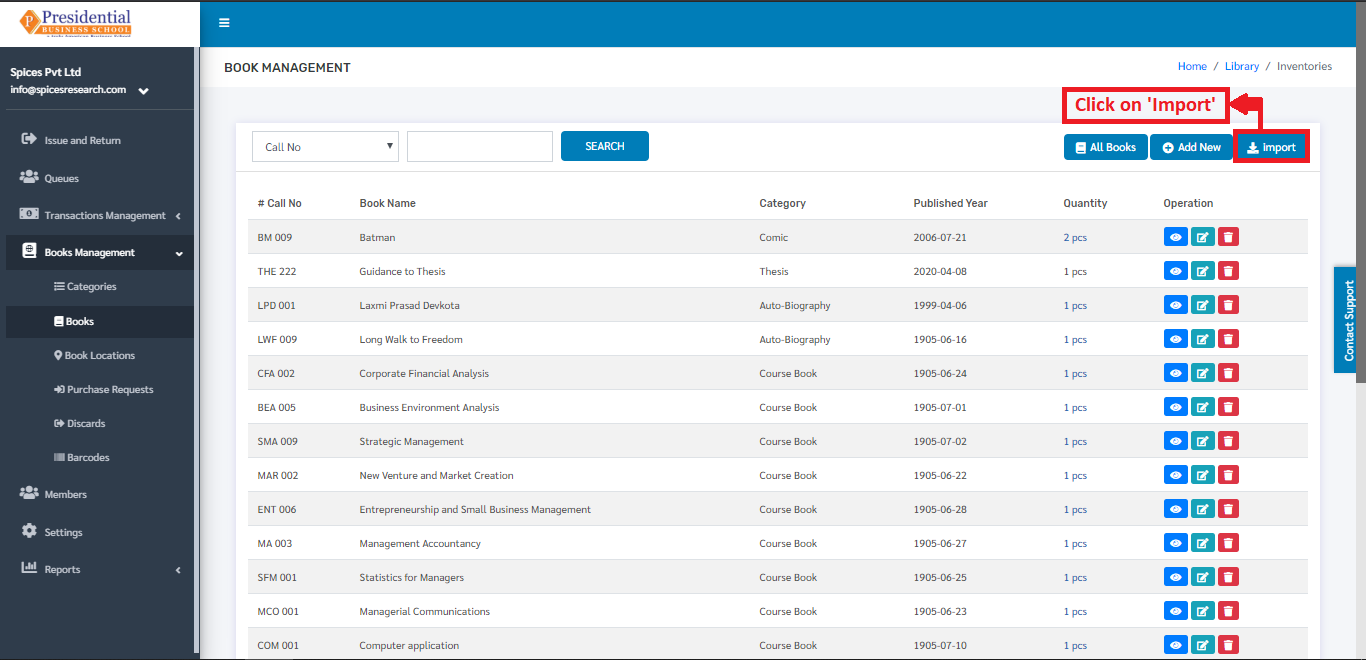 Presidential
BUSINESS SCHOOL
Spices Pvt Ltd
info@spicesresearch.com
Issue and Return
Queues
Transactions Management
Books Management
Categories
Books
Book Locations
Purchase Requests
Discards
Barcodes
Members
Settings
Reports
BOOK MANAGEMENT
Home / Library / Inventories
Click on 'Import'
Call No
SEARCH
All Books
Add New
Import
# Call No Book Name Category Published Year Quantity Operation
BM 009 Batman Comic 2006-07-21 2 pcs
THE 222 Guidance to Thesis Thesis 2020-04-08 1 pcs
LPD 001 Laxmi Prasad Devkota Auto-Biography 1999-04-06 1 pcs
LWF 009 Long Walk to Freedom Auto-Biography 1905-06-16 1 pcs
CFA 002 Corporate Financial Analysis Course Book 1905-06-24 1 pcs
BEA 005 Business Environment Analysis Course Book 1905-07-01 1 pcs
SMA 009 Strategic Management Course Book 1905-07-02 1 pcs
MAR 002 New Venture and Market Creation Course Book 1905-06-22 1 pcs
ENT 006 Entrepreneurship and Small Business Management Course Book 1905-06-28 1 pcs
MA 003 Management Accountancy Course Book 1905-06-27 1 pcs
SFM 001 Statistics for Managers Course Book 1905-06-25 1 pcs
MCO 001 Managerial Communications Course Book 1905-06-23 1 pcs
COM 001 Computer application Course Book 1905-07-10 1 pcs
Contact Support